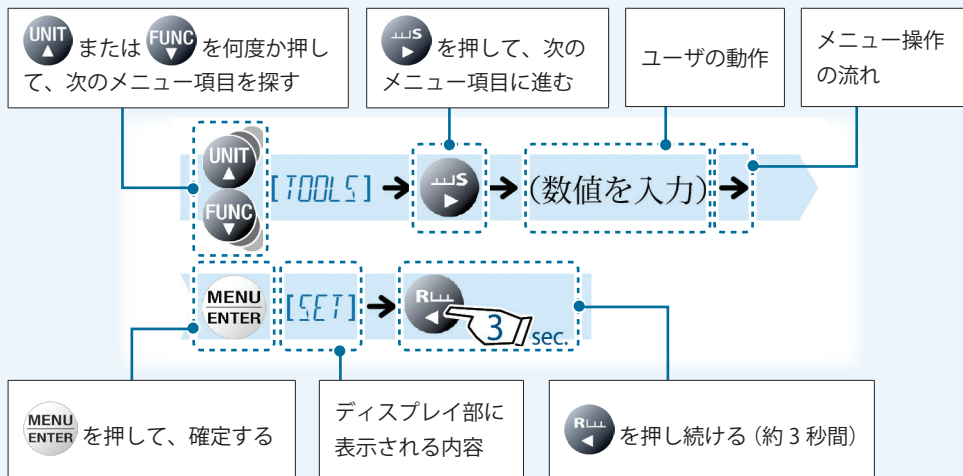 UNIT または FUNC を何度か押し
て、次のメニュー項目を探す
S を押して、次の
メニュー項目に進む
ユーザの動作
メニュー操作
の流れ
UNIT
FUNC
[TOOLS] → S → (数値を入力) →
MENU
ENTER
[SET] → R 3 sec.
MENU
ENTER を押して、確定する
ディスプレイ部に
表示される内容
R を押し続ける（約 3 秒間）